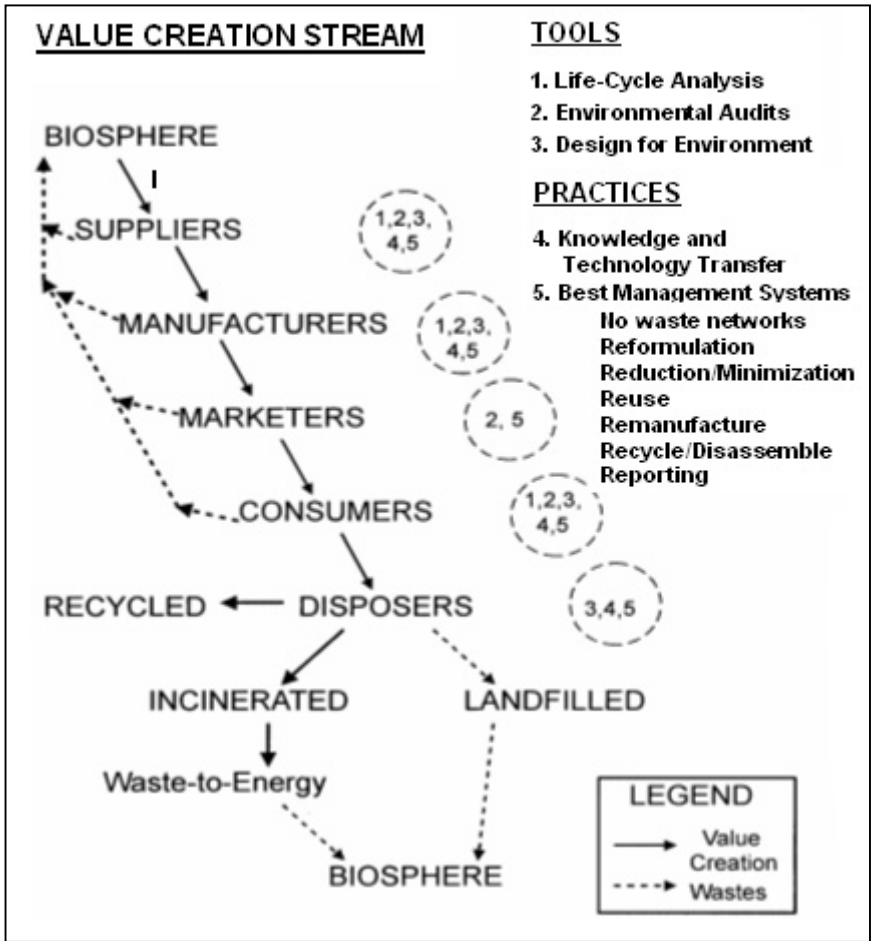 VALUE CREATION STREAM
TOOLS
1. Life-Cycle Analysis
2. Environmental Audits
3. Design for Environment
PRACTICES
4. Knowledge and
Technology Transfer
5. Best Management Systems
No waste networks
Reformulation
Reduction/Minimization
Reuse
Remanufacture
Recycle/Disassemble
Reporting
BIOSPHERE
I
SUPPLIERS
1,2,3,
4,5
MANUFACTURERS
1,2,3,
4,5
MARKETERS
2, 5
CONSUMERS
1,2,3,
4,5
RECYCLED
DISPOSERS
3,4,5
INCINERATED
LANDFILLED
Waste-to-Energy
BIOSPHERE
LEGEND
Value
Creation
Wastes